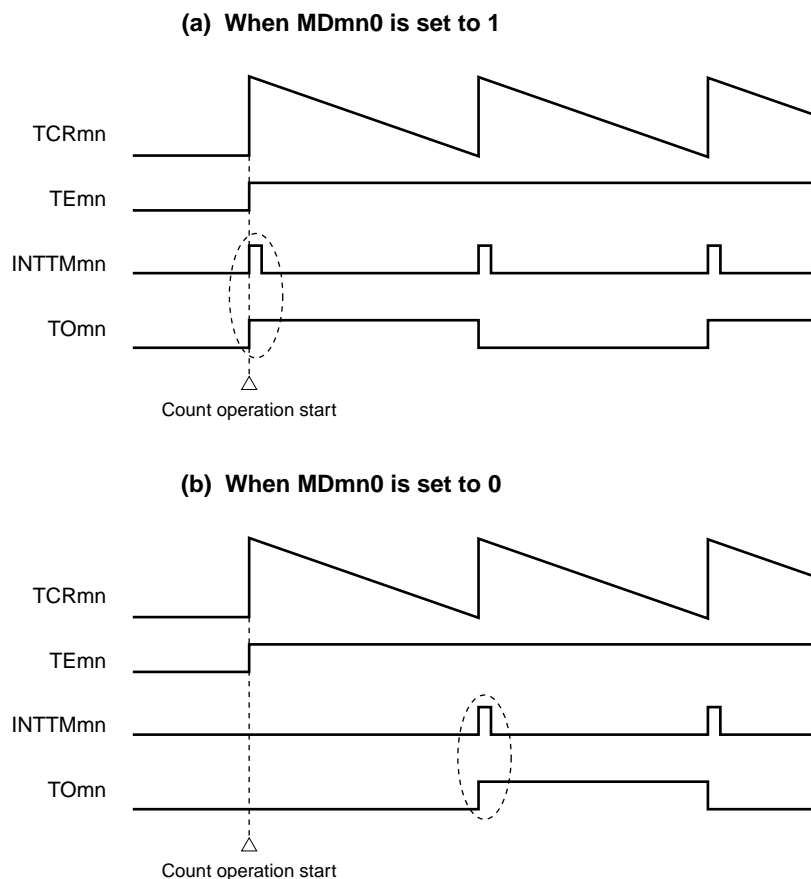 (a) When MDmn0 is set to 1
TCRmn
TEmn
INTTMmn
TOmn
Count operation start
(b) When MDmn0 is set to 0
TCRmn
TEmn
INTTMmn
TOmn
Count operation start